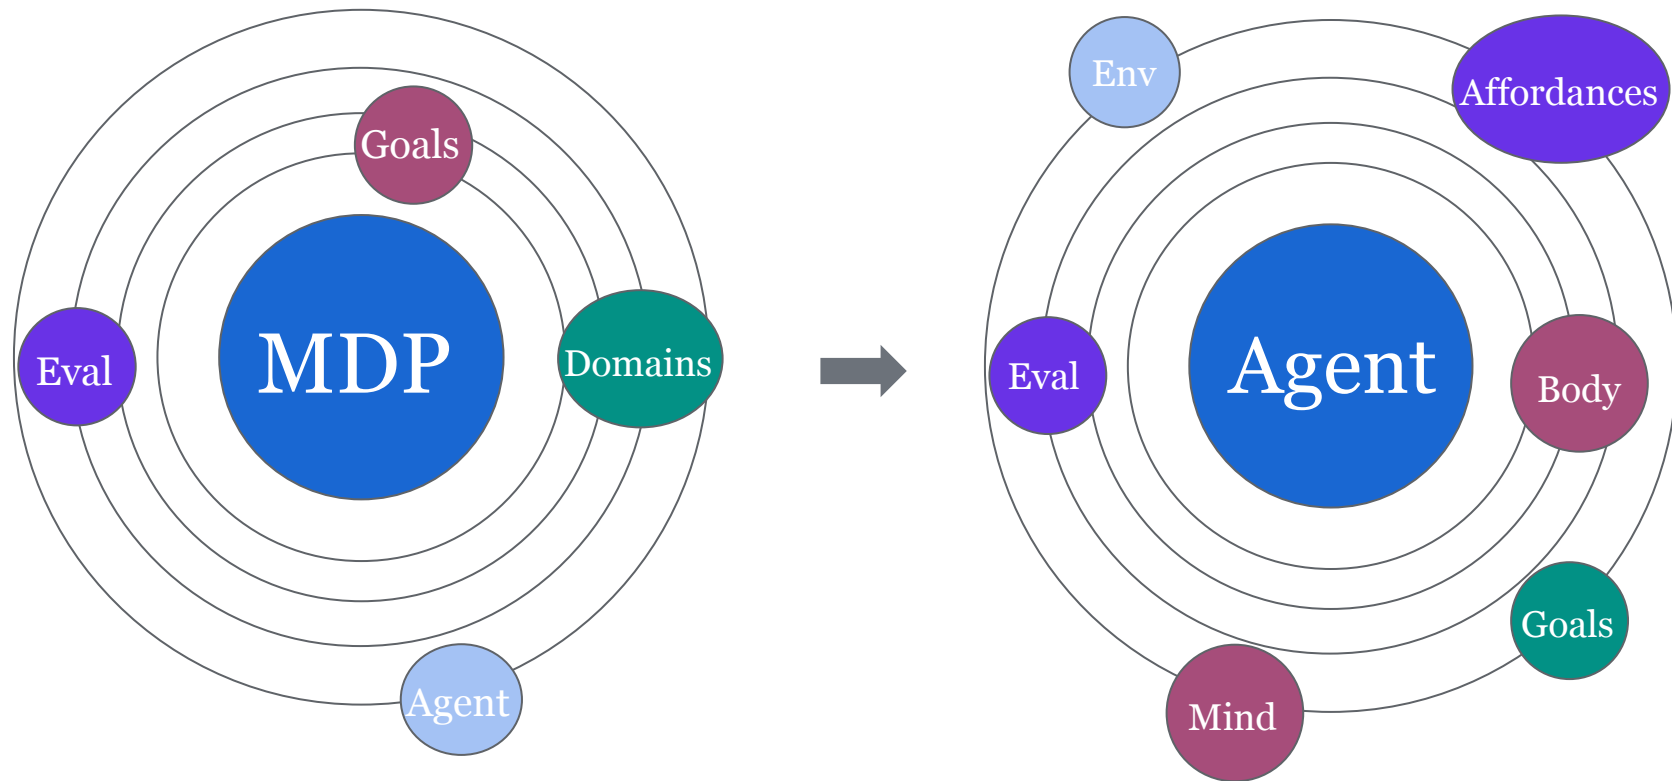 Goals
MDP
Eval
Domains
Agent
Env
Affordances
Agent
Eval
Body
Goals
Mind